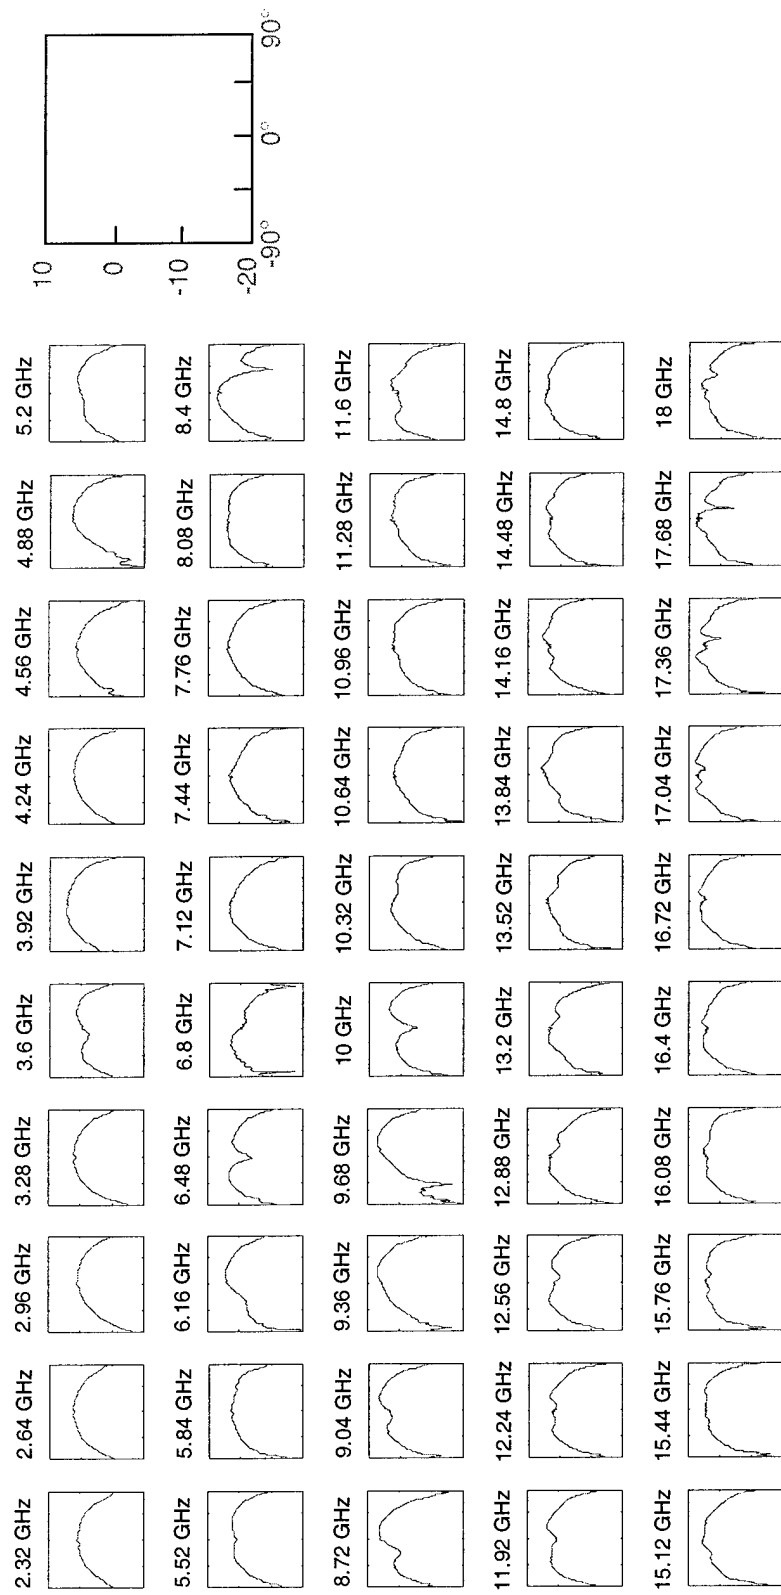 2.32 GHz 2.64 GHz 2.96 GHz 3.28 GHz 3.6 GHz 3.92 GHz 4.24 GHz 4.56 GHz 4.88 GHz 5.2 GHz
5.52 GHz 5.84 GHz 6.16 GHz 6.48 GHz 6.8 GHz 7.12 GHz 7.44 GHz 7.76 GHz 8.08 GHz 8.4 GHz
8.72 GHz 9.04 GHz 9.36 GHz 9.68 GHz 10 GHz 10.32 GHz 10.64 GHz 10.96 GHz 11.28 GHz 11.6 GHz
11.92 GHz 12.24 GHz 12.56 GHz 12.88 GHz 13.2 GHz 13.52 GHz 13.84 GHz 14.16 GHz 14.48 GHz 14.8 GHz
15.12 GHz 15.44 GHz 15.76 GHz 16.08 GHz 16.4 GHz 16.72 GHz 17.04 GHz 17.36 GHz 17.68 GHz 18 GHz
10
0
-10
-20
-90° 0° 90°